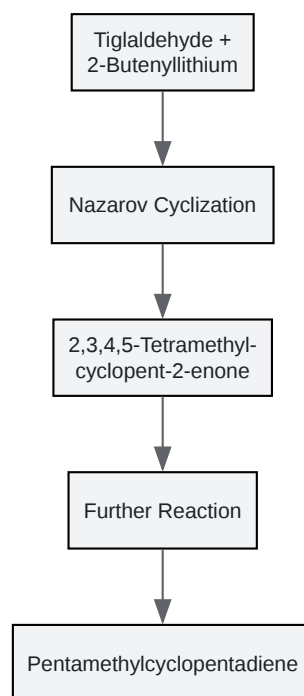 Tiglaldehyde +
2-Butenyllithium
Nazarov Cyclization
2,3,4,5-Tetramethyl-
cyclopent-2-enone
Further Reaction
Pentamethylcyclopentadiene